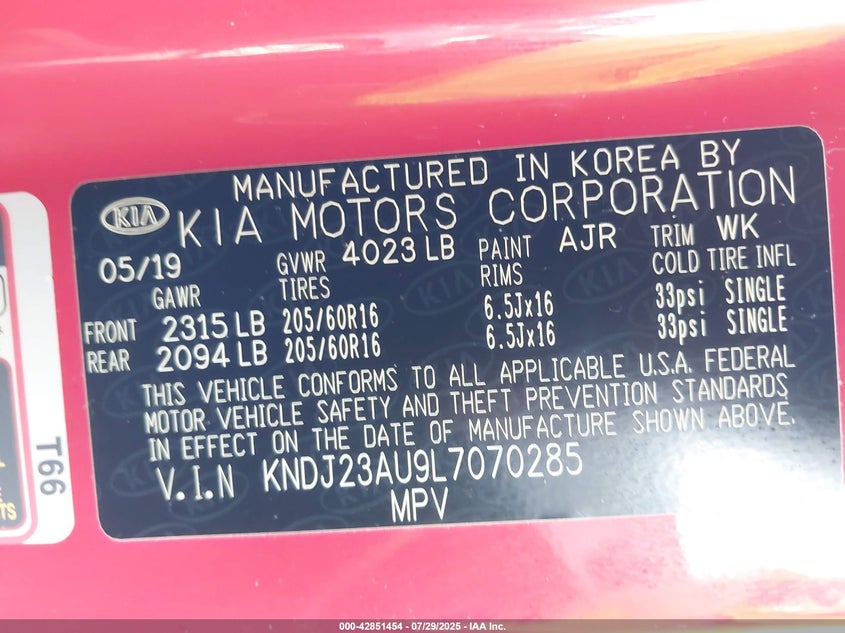 MANUFACTURED IN KOREA BY
KIA KIA MOTORS CORPORATION
05/19 GVWR 4023 LB PAINT AJR TRIM WK
GAWR TIRES RIMS COLD TIRE INFL
FRONT 2315 LB 205/60R16 6.5Jx16 33psi SINGLE
REAR 2094 LB 205/60R16 6.5Jx16 33psi SINGLE
THIS VEHICLE CONFORMS TO ALL APPLICABLE U.S.A. FEDERAL
MOTOR VEHICLE SAFETY AND THEFT PREVENTION STANDARDS
IN EFFECT ON THE DATE OF MANUFACTURE SHOWN ABOVE.
V.I.N KNDJ23AU9L7070285
MPV
T66
000-42851454 - 07/29/2025 - IAA Inc.